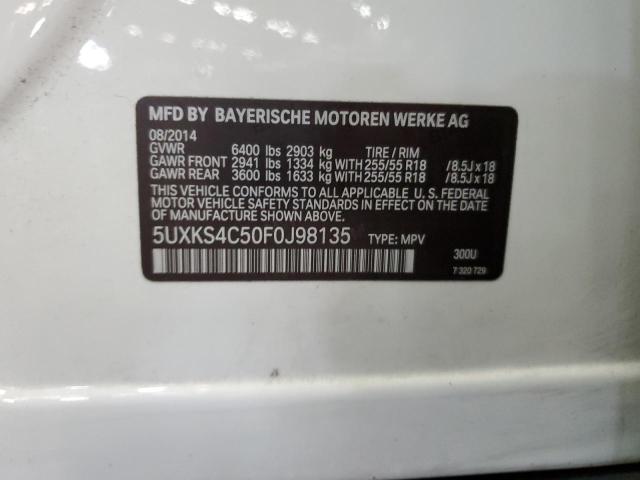 MFD BY BAYERISCHE MOTOREN WERKE AG
08/2014
GVWR 6400 lbs 2903 kg TIRE / RIM
GAWR FRONT 2941 lbs 1334 kg WITH 255/55 R18 /8.5J x 18
GAWR REAR 3600 lbs 1633 kg WITH 255/55 R18 /8.5J x 18
THIS VEHICLE CONFORMS TO ALL APPLICABLE U. S. FEDERAL
MOTOR VEHICLE SAFETY STANDARDS IN EFFECT ON THE DATE OF
MANUFACTURE SHOWN ABOVE.
5UXKS4C50F0J98135 TYPE: MPV 300U
7 320 729